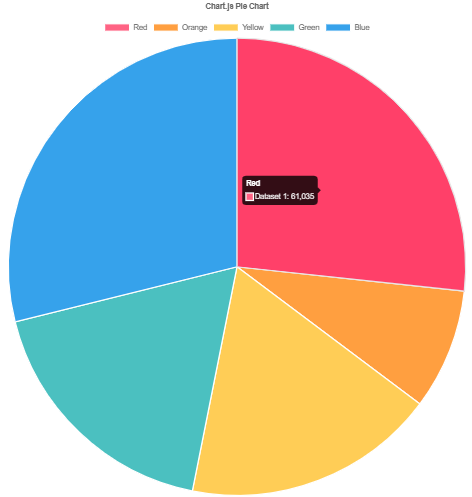 Chart.js Pie Chart
Red Orange Yellow Green Blue
Red
Dataset 1: 61,035